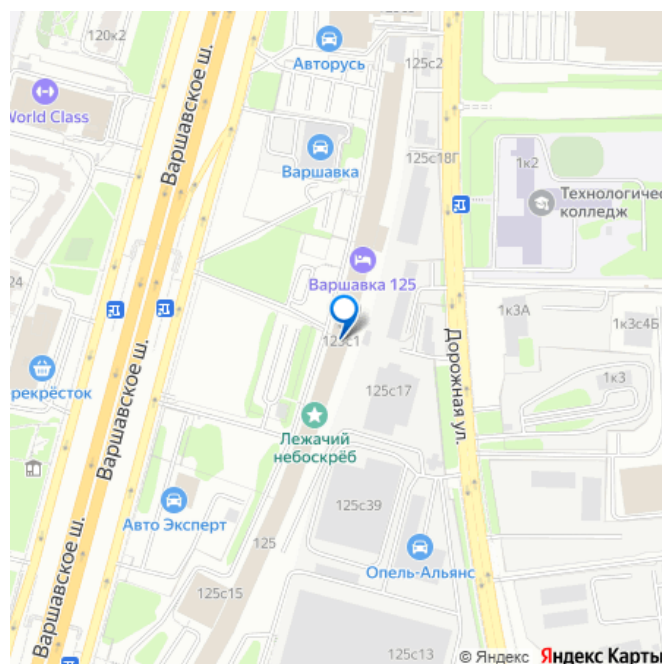 120к2
Авторусь
125с2
World Class
Варшавское ш.
Варшавка
125с18Г
1к2
Технологичес
колледж
Варшавка 125
24
1к3А
1к3с4Б
125с1
Дорожная ул.
рекрёсток
125с17
1к3
Лежачий
небоскрёб
Варшавское ш.
Авто Эксперт
125с39
125
Опель-Альянс
125с15
Варшавское ш.
125с13
© Яндекс Яндекс Карты